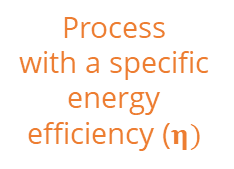 Process
with a specific
energy
efficiency (η)